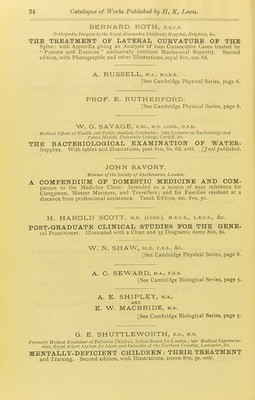 24 Catalogue of Works Published by H. K. Lewis.
BERNARD ROTH, F.R.C.S.
Orthopædic Surgeon to the Royal Alexandra Children's Hospital, Brighton, &c.
THE TREATMENT OF LATERAL CURVATURE OF THE
Spine: with Appendix giving an Analysis of 1000 Consecutive Cases treated by
"Posture and Exercise" exclusively (without Mechanical Support). Second
edition, with Photographic and other Illustrations, royal 8vo, 10s. 6d.
A. RUSSELL, M.A., M.I.E.E.
[See Cambridge Physical Series, page 6.
PROF. E. RUTHERFORD.
[See Cambridge Physical Series, page 6.
W. G. SAVAGE, B.SC., M.D. LOND., D.P.H.
Medical Officer of Health and Public Analyst, Colchester; late Lecturer on Bacteriology and
Public Health, University College, Cardiff, &c.
THE BACTERIOLOGICAL EXAMINATION OF WATER-
Supplies. With tables and illustrations, post 8vo, 6s. 6d. nett. [Just published.
JOHN SAVORY.
Member of the Society of Apothecaries, London.
A COMPENDIUM OF DOMESTIC MEDICINE AND COM-
panion to the Medicine Chest: Intended as a source of easy reference for
Clergymen, Master Mariners, and Travellers; and for Families resident at a
distance from professional assistance. Tenth Edition, sm. 8vo, 5s.
H. HAROLD SCOTT, M.B. (LOND.), M.R.C.S., L.R.C.P., &c.
POST-GRADUATE CLINICAL STUDIES FOR THE GENE-
ral Practitioner. Illustrated with a Chart and 33 Diagrams, demy 8vo, 8s.
W. N. SHAW, SC.D. F.R.S., &c.
[See Cambridge Physical Series, page 6.
A. C. SEWARD, M.A., F.G.S.
[See Cambridge Biological Series, page 5.
A. E. SHIPLEY, M.A.,
AND
E. W. MACBRIDE, M.A.
[See Cambridge Biological Series, page 5.
G. E. SHUTTLEWORTH, B.A., M.D.
Formerly Medical Examiner of Defective Children, School Board for London; late Medical Superinten-
dent, Royal Albert Asylum for Idiots and Imbeciles of the Northern Counties, Lancaster, &c.
MENTALLY-DEFICIENT CHILDREN: THEIR TREATMENT
and Training. Second edition, with Illustrations, crown 8vo, 5s. nett.